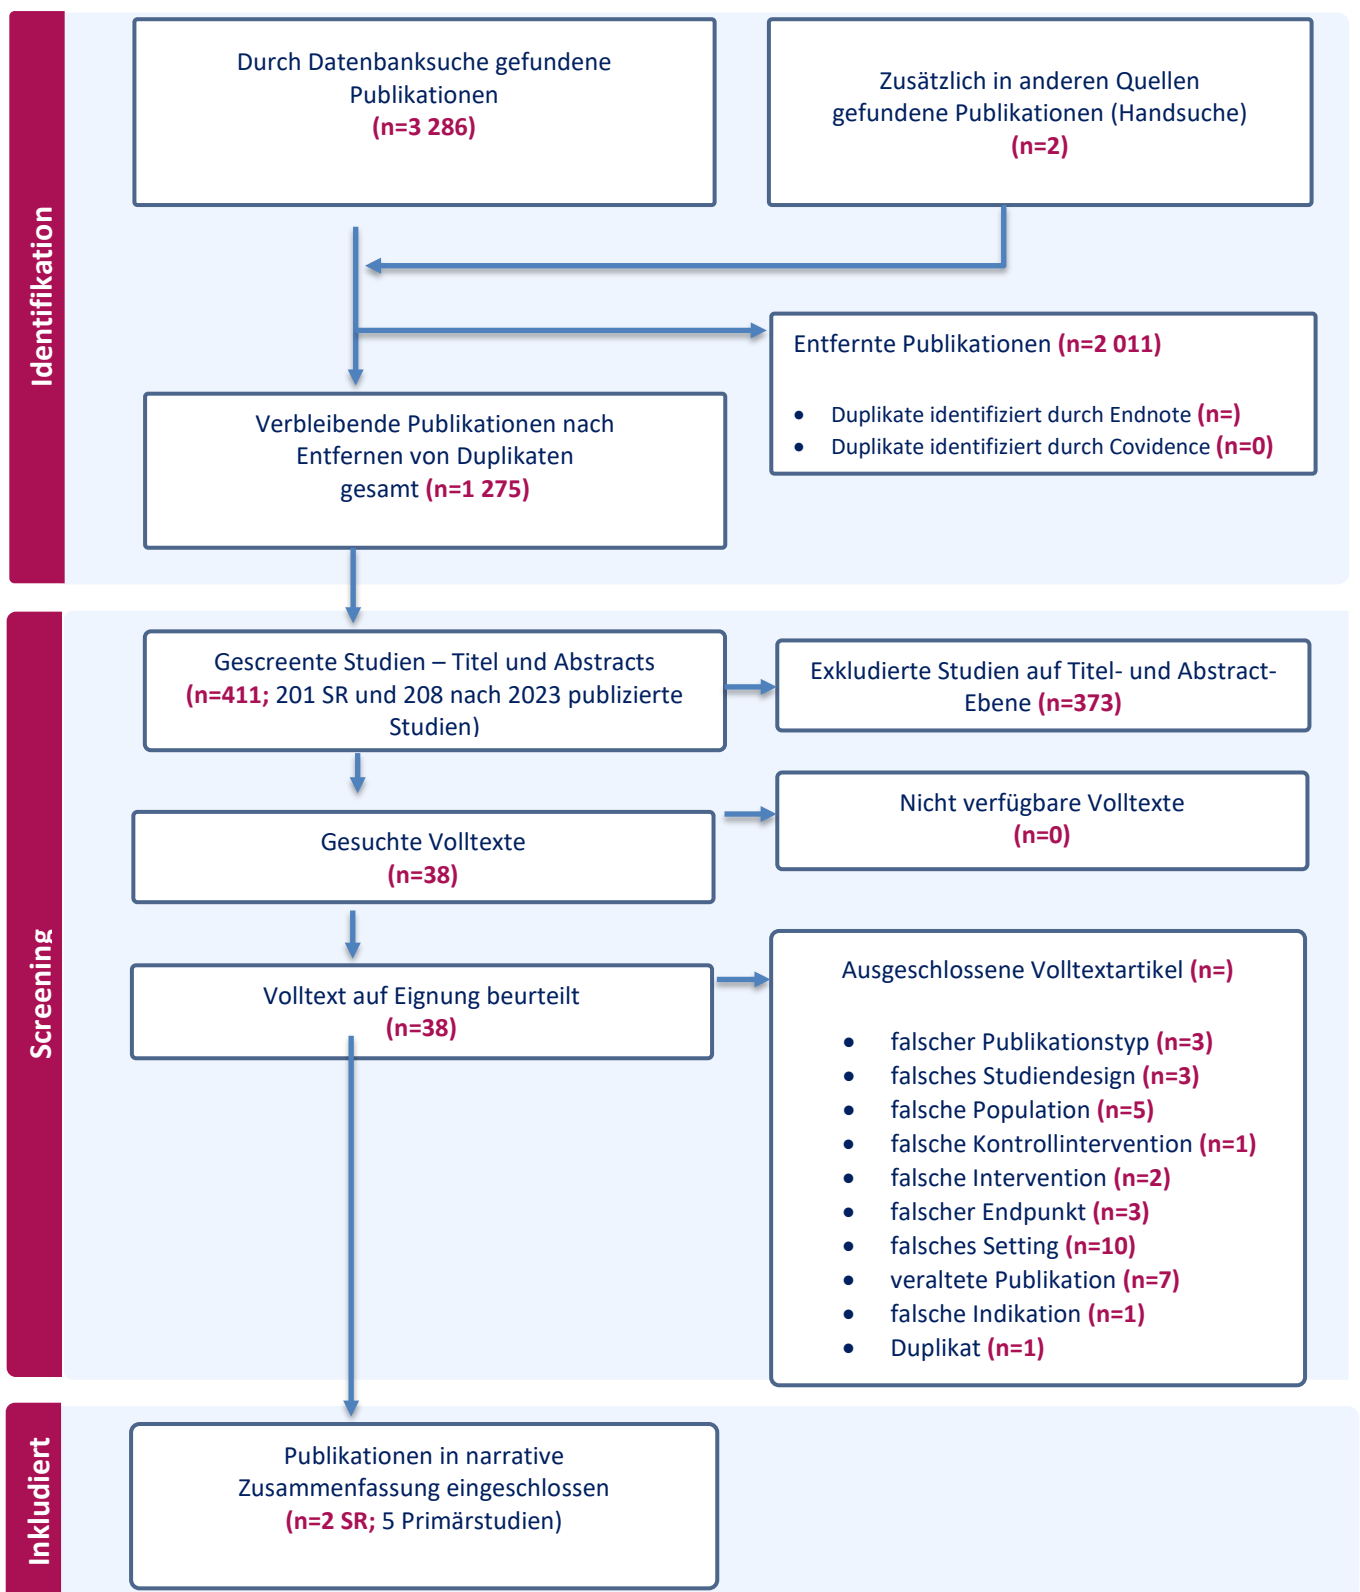 Identifikation
Durch Datenbanksuche gefundene
Publikationen
(n=3 286)
Zusätzlich in anderen Quellen
gefundene Publikationen (Handsuche)
(n=2)
Entfernte Publikationen (n=2 011)
• Duplikate identifiziert durch Endnote (n=)
• Duplikate identifiziert durch Covidence (n=0)
Verbleibende Publikationen nach
Entfernen von Duplikaten
gesamt (n=1 275)
Screening
Gescreente Studien – Titel und Abstracts
(n=411; 201 SR und 208 nach 2023 publizierte
Studien)
Exkludierte Studien auf Titel- und Abstract-
Ebene (n=373)
Gesuchte Volltexte
(n=38)
Nicht verfügbare Volltexte
(n=0)
Volltext auf Eignung beurteilt
(n=38)
Ausgeschlossene Volltextartikel (n=)
• falscher Publikationstyp (n=3)
• falsches Studiendesign (n=3)
• falsche Population (n=5)
• falsche Kontrollintervention (n=1)
• falsche Intervention (n=2)
• falscher Endpunkt (n=3)
• falsches Setting (n=10)
• veraltete Publikation (n=7)
• falsche Indikation (n=1)
• Duplikat (n=1)
Inkludiert
Publikationen in narrative
Zusammenfassung eingeschlossen
(n=2 SR; 5 Primärstudien)